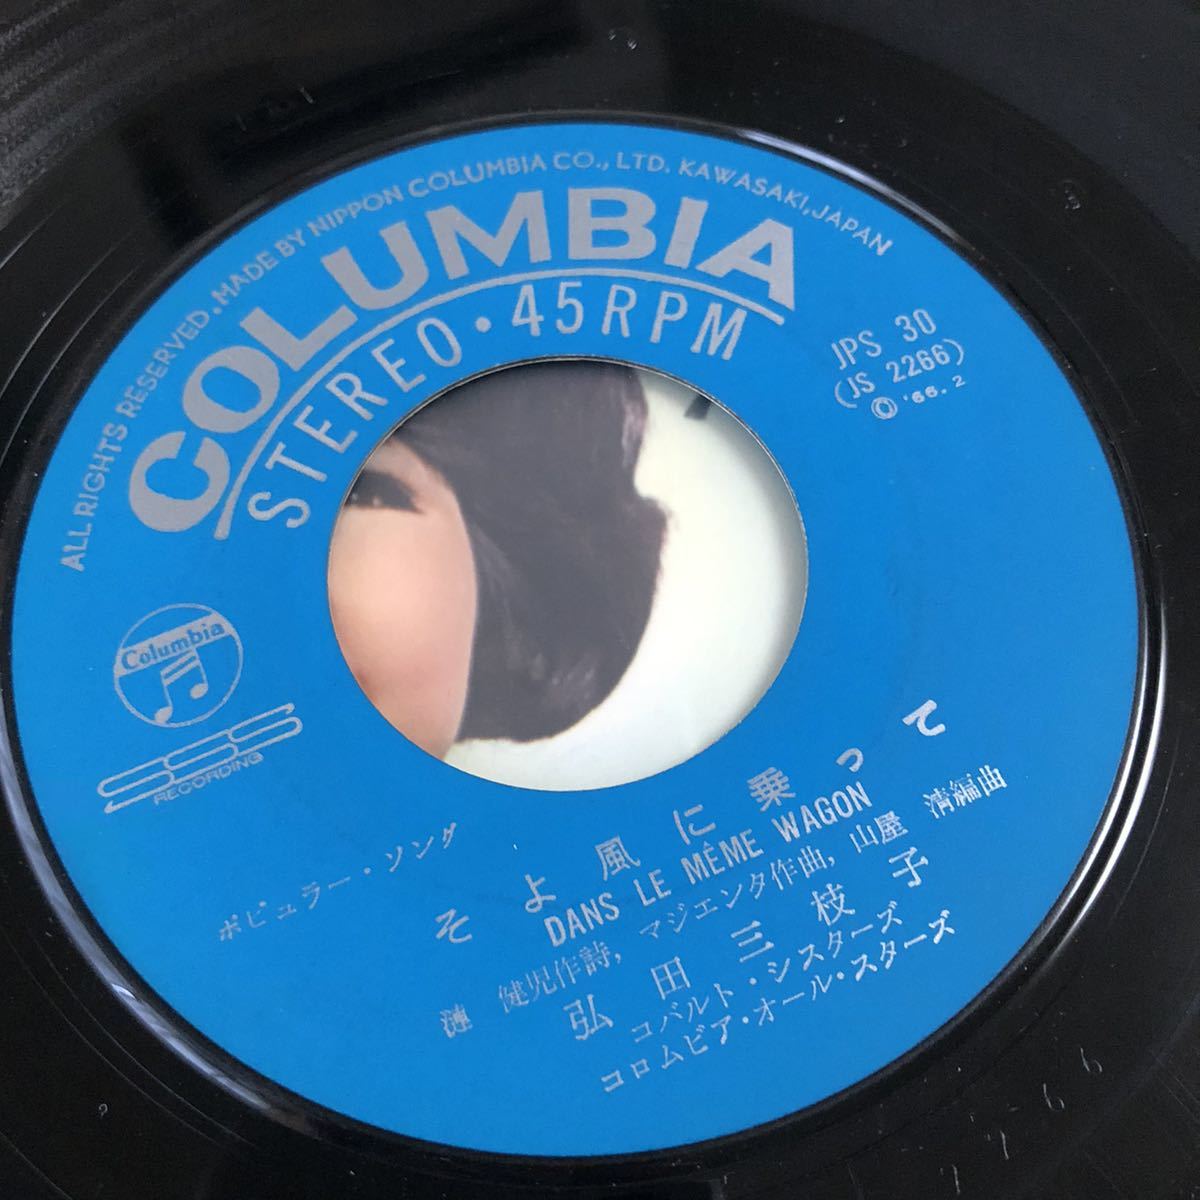 ALL RIGHTS RESERVED. MADE BY NIPPON COLUMBIA CO., LTD. KAWASAKI, JAPAN
COLUMBIA
STEREO・45RPM
JPS 30
(JS 2266)
© '66.2
Columbia
SSS
RECORDING
ポピュラー・ソング
そよ風に乗って
DANS LE MÊME WAGON
漣 健児作詩, マジエンタ作曲, 山屋 清編曲
弘田三枝子
コバルト・シスターズ
コロムビア・オール・スターズ